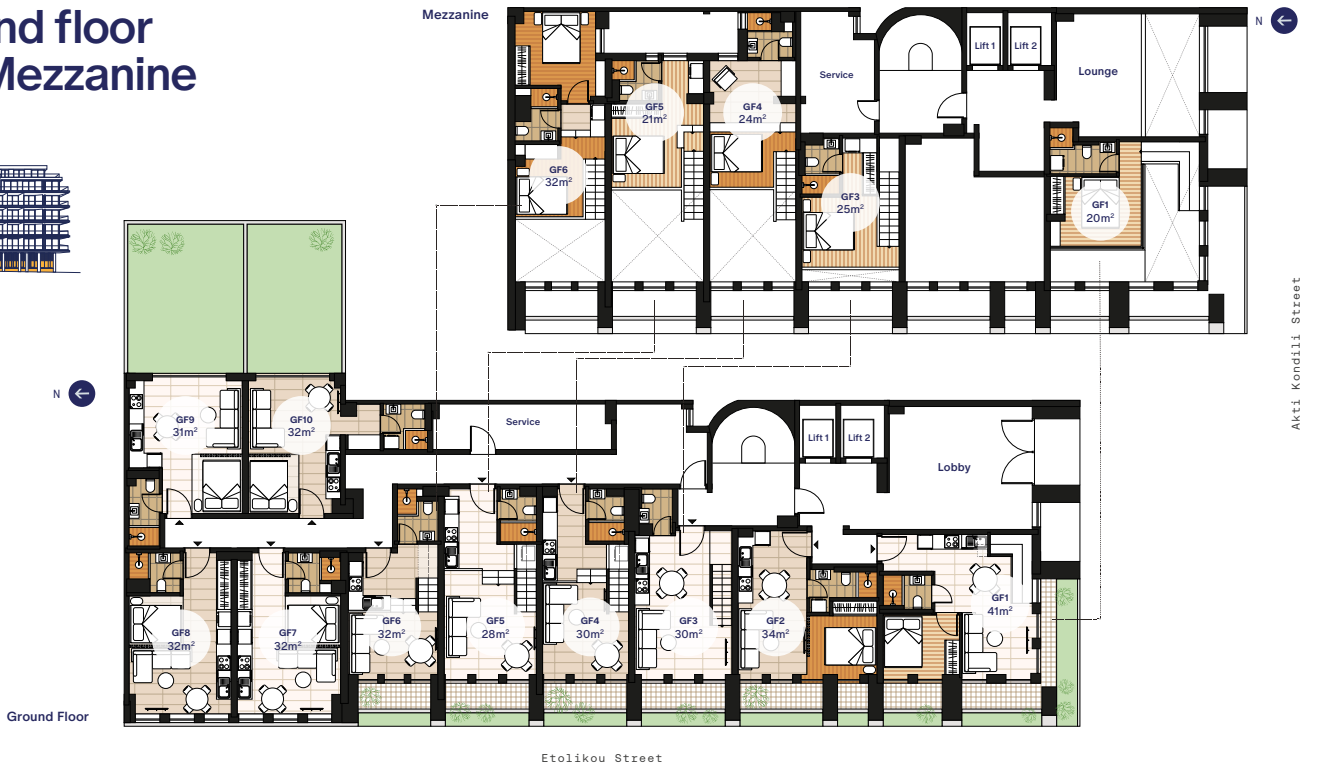 nd floor
Mezzanine
Mezzanine
N
Lift 1
Lift 2
Service
Lounge
GF5
21m²
GF4
24m²
GF6
32m²
GF3
25m²
GF1
20m²
Akti Kondili Street
N
GF9
31m²
GF10
32m²
Service
Lift 1
Lift 2
Lobby
GF8
32m²
GF7
32m²
GF6
32m²
GF5
28m²
GF4
30m²
GF3
30m²
GF2
34m²
GF1
41m²
Ground Floor
Etolikou Street